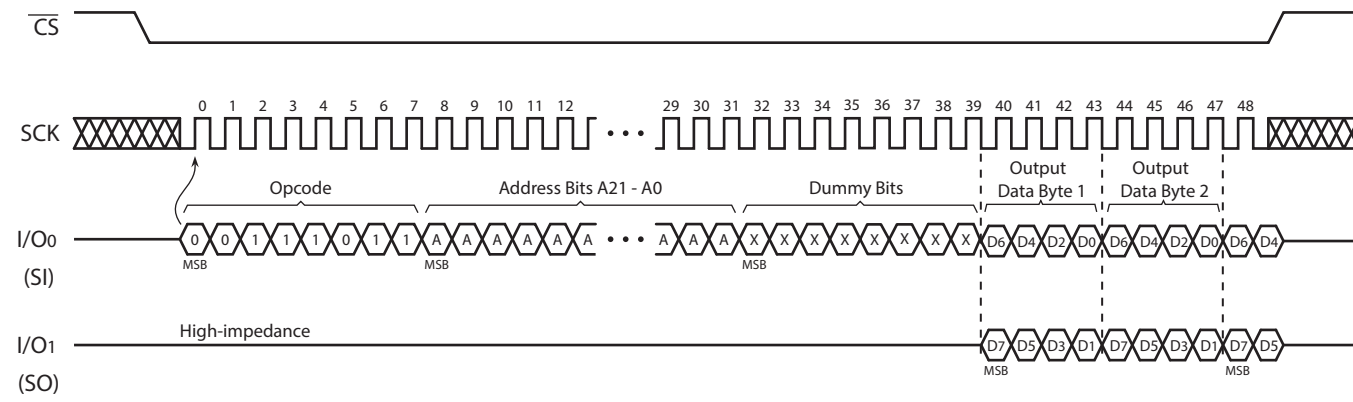 CS
0 1 2 3 4 5 6 7 8 9 10 11 12 29 30 31 32 33 34 35 36 37 38 39 40 41 42 43 44 45 46 47 48
SCK
Opcode Address Bits A21 - A0 Dummy Bits Output Data Byte 1 Output Data Byte 2
I/O0 0 0 1 1 1 0 1 1 A A A A A A A A A X X X X X X X X D6 D4 D2 D0 D6 D4 D2 D0 D6 D4
(SI) MSB MSB MSB
High-impedance
I/O1 D7 D5 D3 D1 D7 D5 D3 D1 D7 D5
(SO) MSB MSB